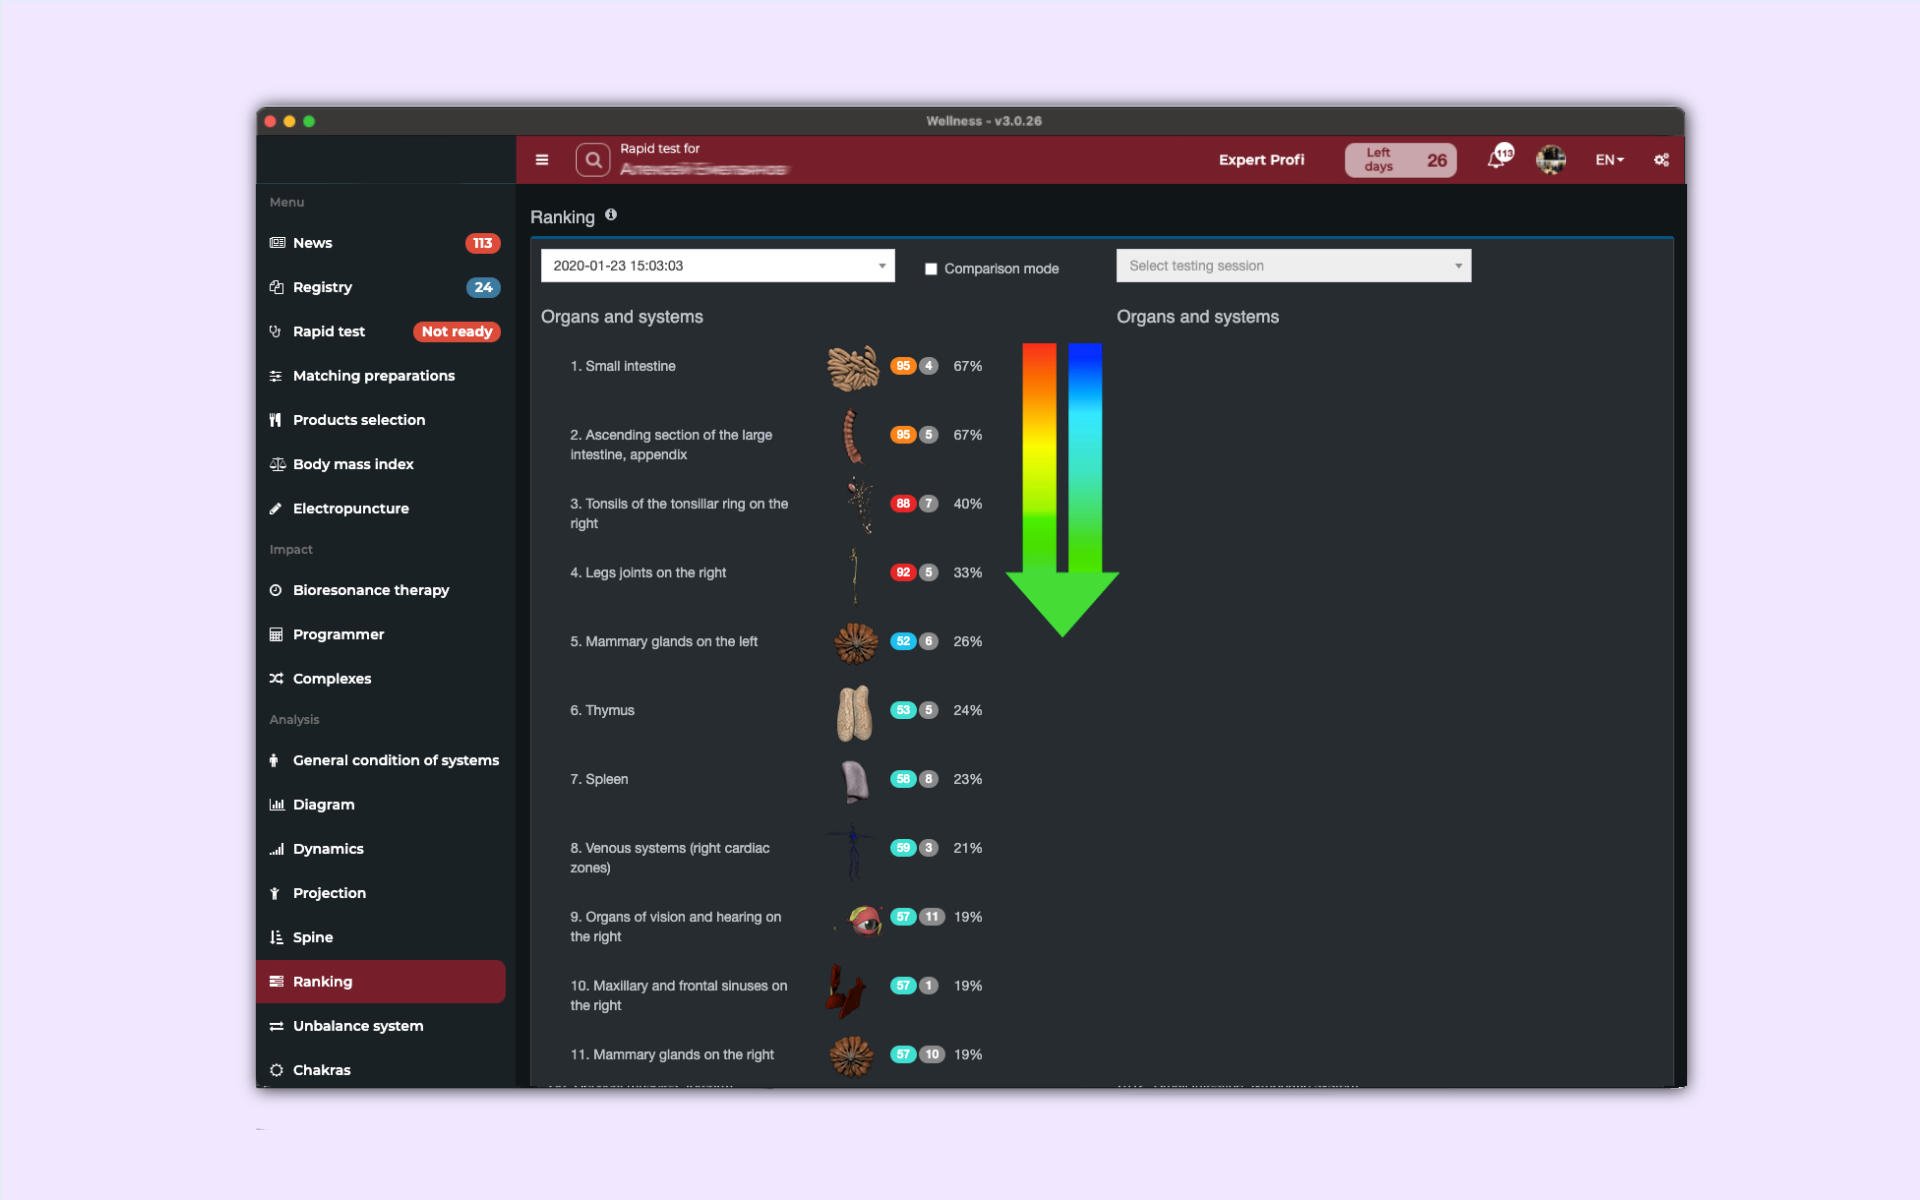 Wellness - v3.0.26
Rapid test for
Expert Profi
Left
days
26
113
EN
Menu
News
113
Registry
24
Rapid test
Not ready
Matching preparations
Products selection
Body mass index
Electropuncture
Impact
Bioresonance therapy
Programmer
Complexes
Analysis
General condition of systems
Diagram
Dynamics
Projection
Spine
Ranking
Unbalance system
Chakras
Ranking
2020-01-23 15:03:03
Comparison mode
Select testing session
Organs and systems
Organs and systems
1. Small intestine 95 4 67%
2. Ascending section of the large
intestine, appendix
95 5 67%
3. Tonsils of the tonsillar ring on the
right
88 7 40%
4. Legs joints on the right 92 5 33%
5. Mammary glands on the left 52 6 26%
6. Thymus 53 5 24%
7. Spleen 58 8 23%
8. Venous systems (right cardiac
zones)
59 3 21%
9. Organs of vision and hearing on
the right
57 11 19%
10. Maxillary and frontal sinuses on
the right
57 1 19%
11. Mammary glands on the right 57 10 19%